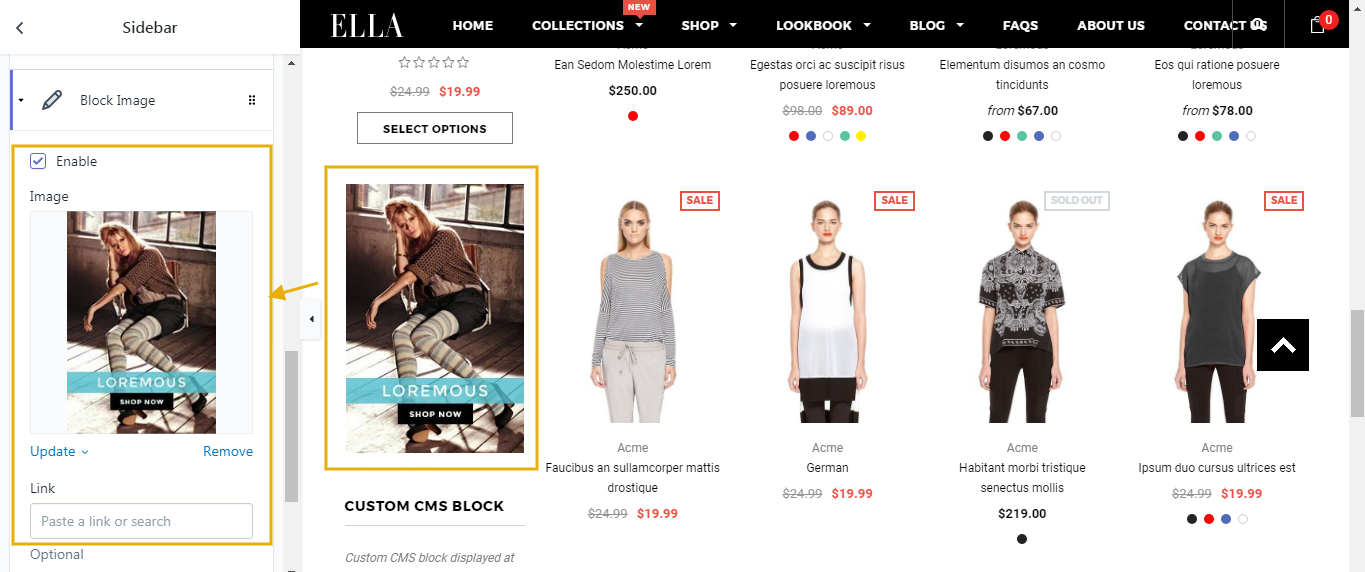 Sidebar
Block Image
Enable
Image
LOREMOUS
SHOP NOW
Update
Remove
Link
Paste a link or search
Optional
ELLA
HOME
COLLECTIONS
NEW
SHOP
LOOKBOOK
BLOG
FAQS
ABOUT US
CONTACT US
0
$24.99 $19.99
SELECT OPTIONS
Ean Sedom Molestime Lorem
$250.00
Egestas orci ac suscipit risus
posuere loremous
$98.00 $89.00
Elementum disumos an cosmo
tincidunts
from $67.00
Eos qui ratione posuere
loremous
from $78.00
LOREMOUS
SHOP NOW
CUSTOM CMS BLOCK
Custom CMS block displayed at
Acme
Faucibus an sullamcorper mattis
drostique
$24.99 $19.99
SALE
Acme
German
$24.99 $19.99
SALE
Acme
Habitant morbi tristique
senectus mollis
$219.00
SOLD OUT
Acme
Ipsum duo cursus ultrices est
$24.99 $19.99
SALE